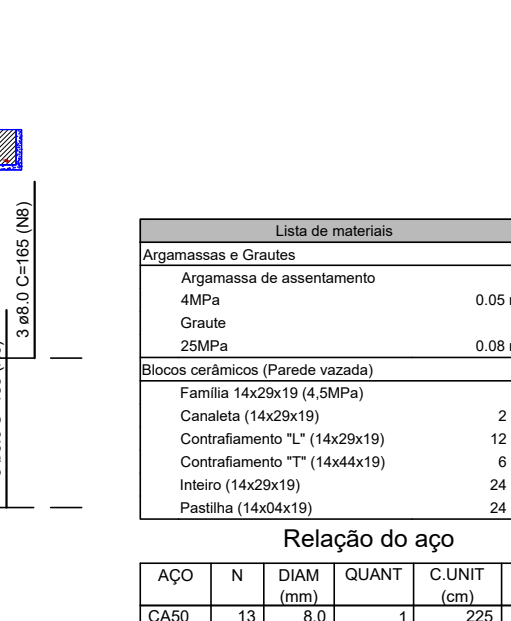 3 ø8.0 C=165 (N8)
Lista de materiais
Argamassas e Grautes
Argamassa de assentamento
4MPa 0.05
Graute
25MPa 0.08
Blocos cerâmicos (Parede vazada)
Família 14x29x19 (4,5MPa)
Canaleta (14x29x19) 2
Contrafiamento "L" (14x29x19) 12
Contrafiamento "T" (14x44x19) 6
Inteiro (14x29x19) 24
Pastilha (14x04x19) 24
Relação do aço
AÇO N DIAM QUANT C.UNIT
(mm) (cm)
CA50 13 8.0 1 225